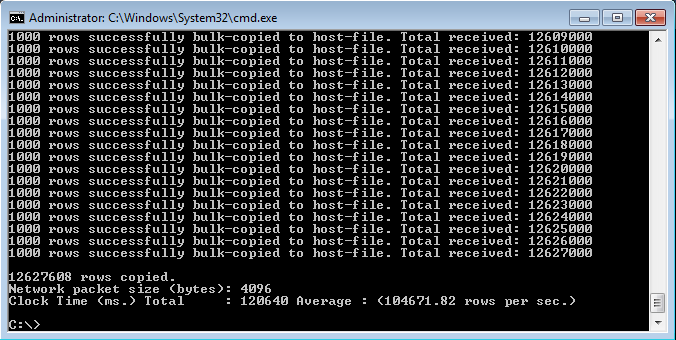 Administrator: C:\Windows\System32\cmd.exe
1000 rows successfully bulk-copied to host-file. Total received: 12609000
1000 rows successfully bulk-copied to host-file. Total received: 12610000
1000 rows successfully bulk-copied to host-file. Total received: 12611000
1000 rows successfully bulk-copied to host-file. Total received: 12612000
1000 rows successfully bulk-copied to host-file. Total received: 12613000
1000 rows successfully bulk-copied to host-file. Total received: 12614000
1000 rows successfully bulk-copied to host-file. Total received: 12615000
1000 rows successfully bulk-copied to host-file. Total received: 12616000
1000 rows successfully bulk-copied to host-file. Total received: 12617000
1000 rows successfully bulk-copied to host-file. Total received: 12618000
1000 rows successfully bulk-copied to host-file. Total received: 12619000
1000 rows successfully bulk-copied to host-file. Total received: 12620000
1000 rows successfully bulk-copied to host-file. Total received: 12621000
1000 rows successfully bulk-copied to host-file. Total received: 12622000
1000 rows successfully bulk-copied to host-file. Total received: 12623000
1000 rows successfully bulk-copied to host-file. Total received: 12624000
1000 rows successfully bulk-copied to host-file. Total received: 12625000
1000 rows successfully bulk-copied to host-file. Total received: 12626000
1000 rows successfully bulk-copied to host-file. Total received: 12627000
12627608 rows copied.
Network packet size (bytes): 4096
Clock Time (ms.) Total     : 120640 Average : (104671.82 rows per sec.)
C:\>